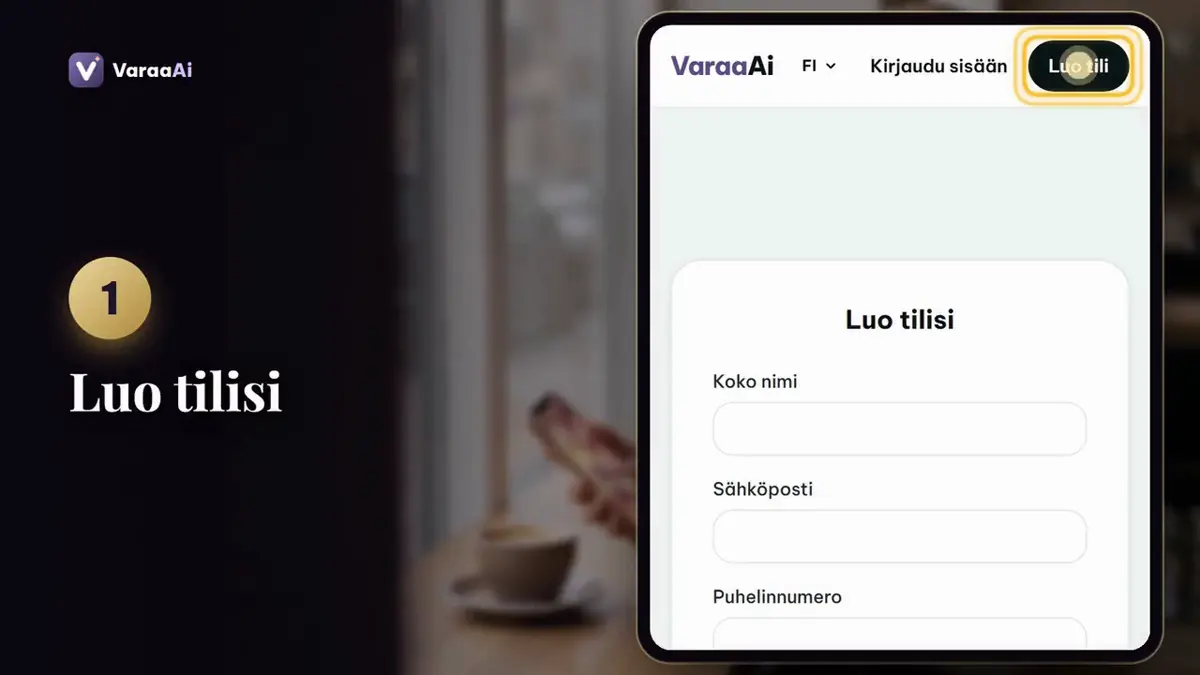 VaraaAi
1
Luo tilisi
VaraaAi FI Kirjaudu sisään Luo tili
Luo tilisi
Koko nimi
Sähköposti
Puhelinnumero